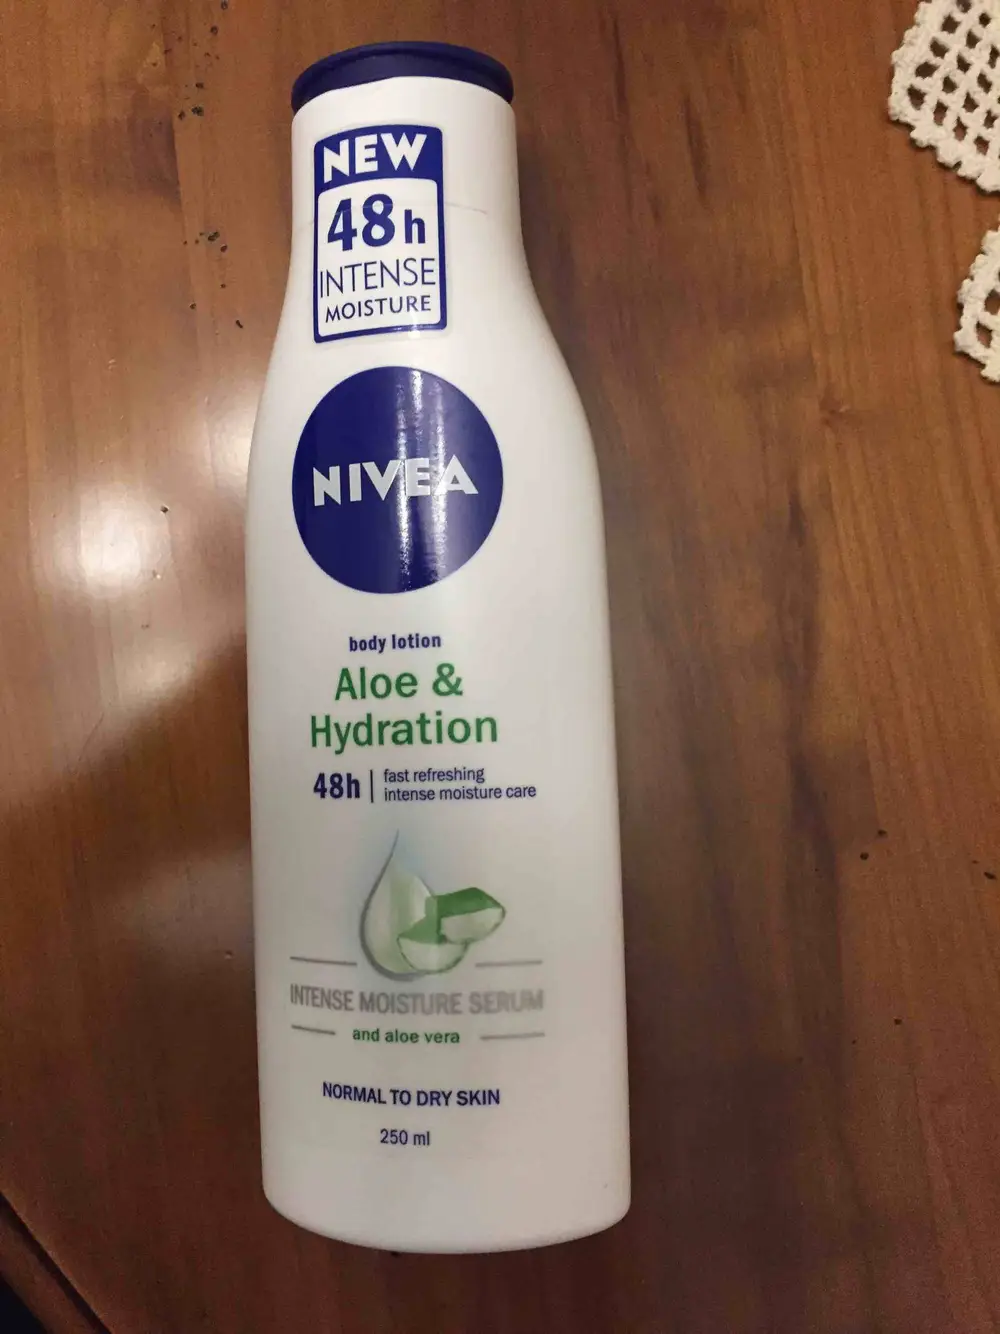 NEW
48h
INTENSE
MOISTURE
NIVEA
body lotion
Aloe &
Hydration
48h | fast refreshing
intense moisture care
INTENSE MOISTURE SERUM
and aloe vera
NORMAL TO DRY SKIN
250 ml